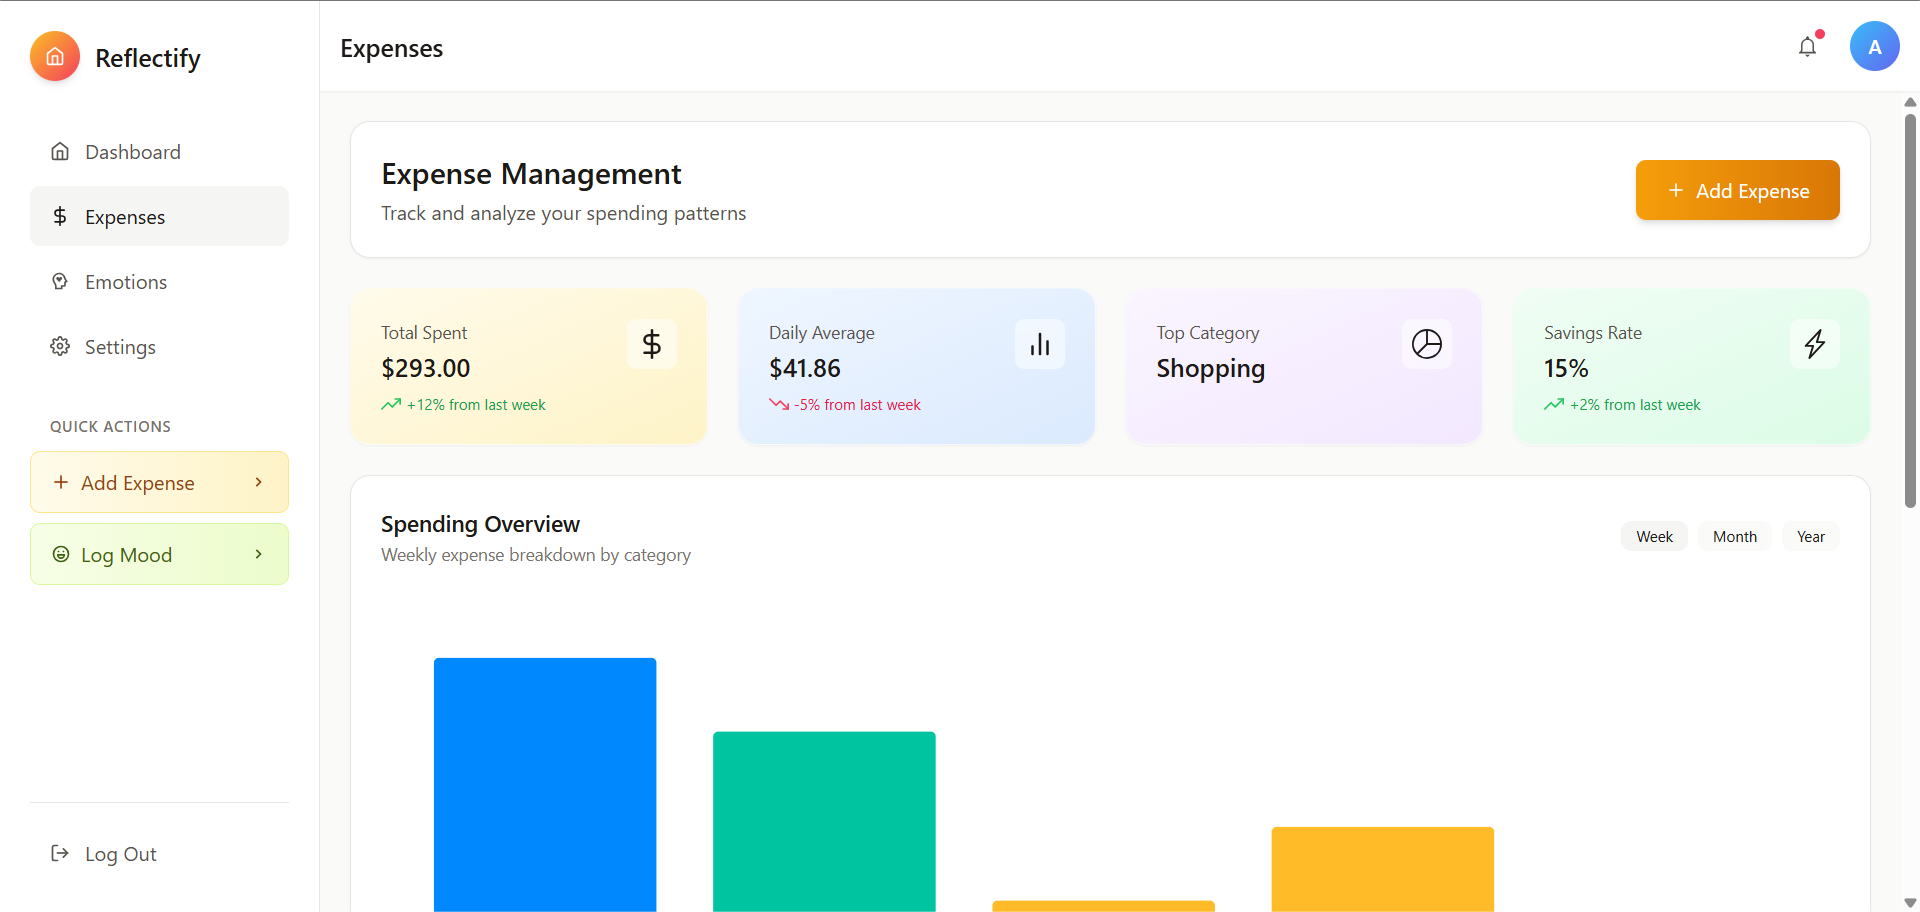 Reflectify
Dashboard
Expenses
Emotions
Settings
QUICK ACTIONS
Add Expense
Log Mood
Log Out
Expenses
A
Expense Management
Track and analyze your spending patterns
+ Add Expense
Total Spent
$293.00
+12% from last week
Daily Average
$41.86
-5% from last week
Top Category
Shopping
Savings Rate
15%
+2% from last week
Spending Overview
Weekly expense breakdown by category
Week
Month
Year